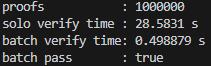 proofs : 1000000
solo verify time : 28.5831 s
batch verify time: 0.498879 s
batch pass : true